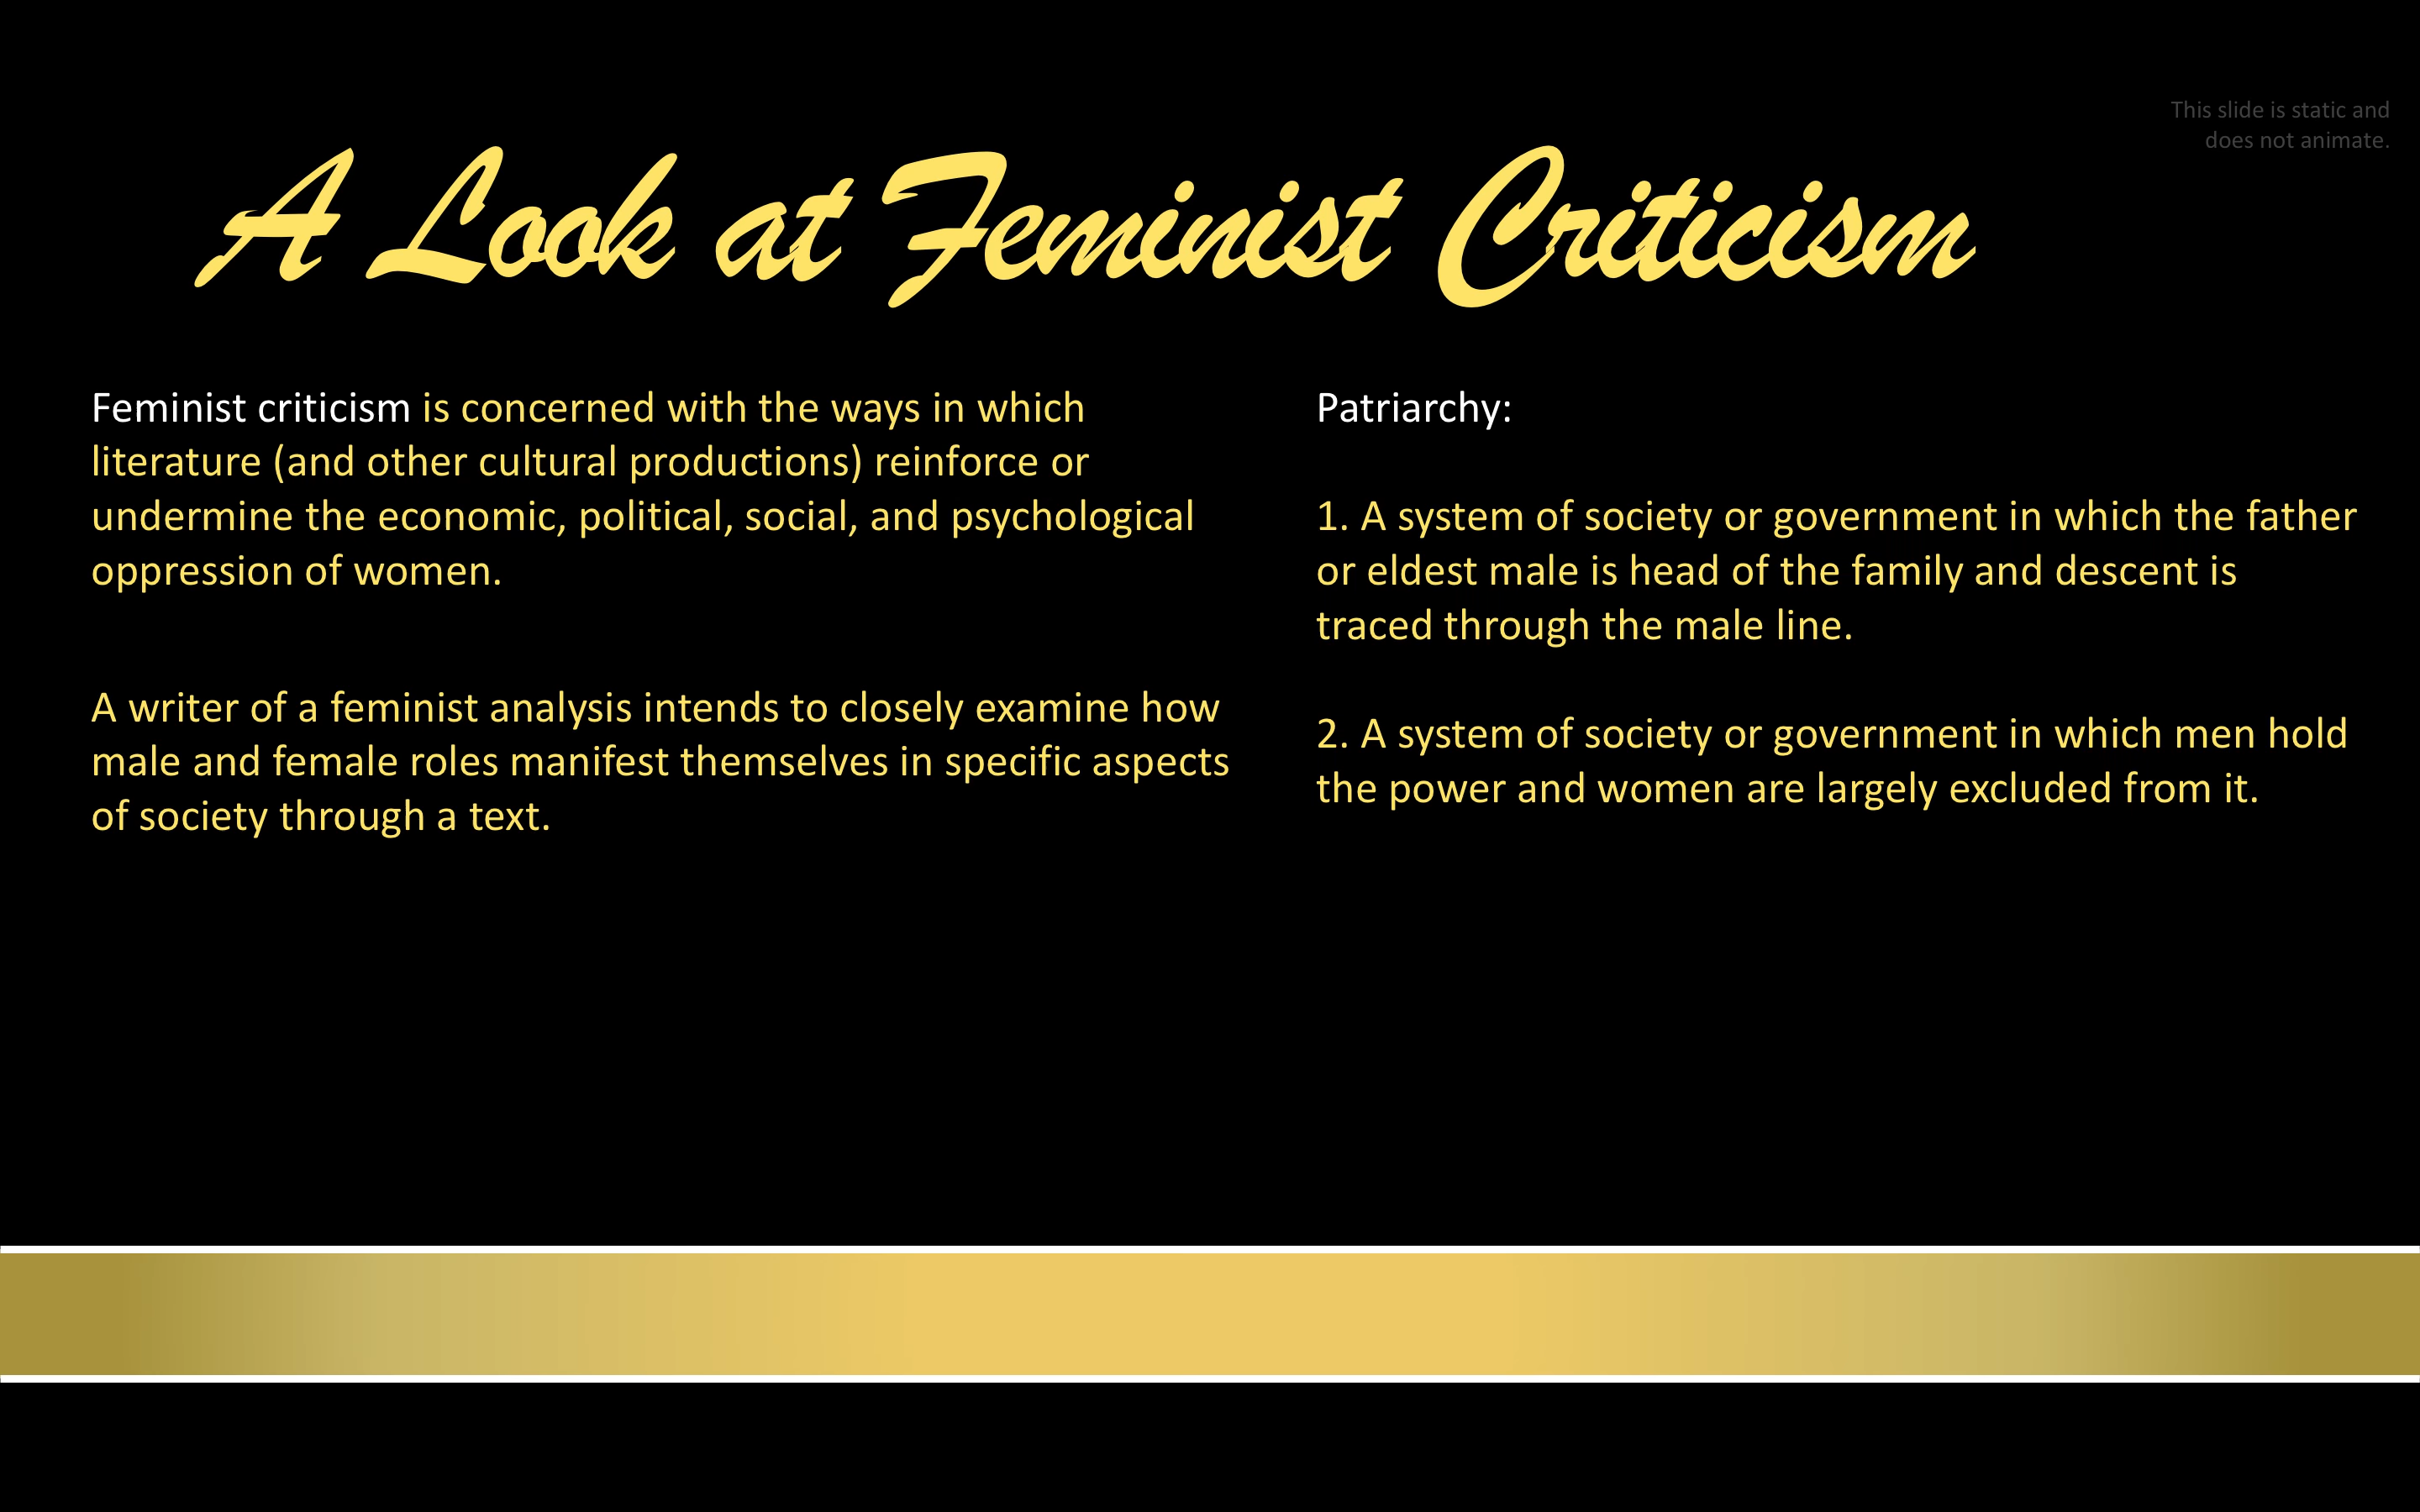 This slide is static and
does not animate.
A Look at Feminist Criticism
Feminist criticism is concerned with the ways in which
literature (and other cultural productions) reinforce or
undermine the economic, political, social, and psychological
oppression of women.
A writer of a feminist analysis intends to closely examine how
male and female roles manifest themselves in specific aspects
of society through a text.
Patriarchy:
1. A system of society or government in which the father
or eldest male is head of the family and descent is
traced through the male line.
2. A system of society or government in which men hold
the power and women are largely excluded from it.